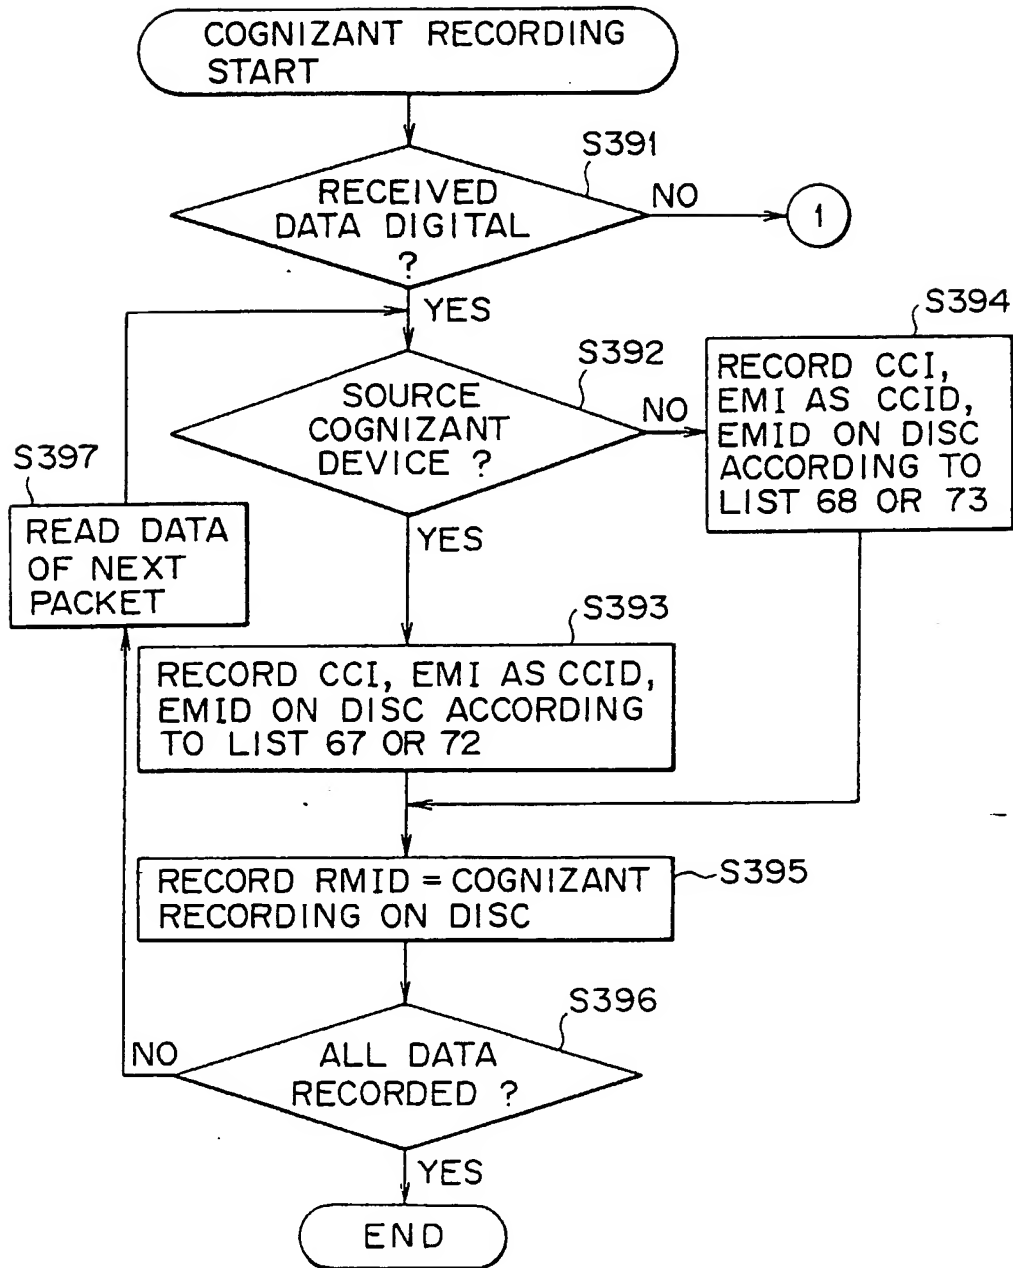 COGNIZANT RECORDING
START
S391
RECEIVED
DATA DIGITAL
?
NO
1
YES
S394
RECORD CCI,
EMI AS CCID,
EMID ON DISC
ACCORDING TO
LIST 68 OR 73
S392
SOURCE
COGNIZANT
DEVICE ?
NO
YES
S397
READ DATA
OF NEXT
PACKET
S393
RECORD CCI, EMI AS CCID,
EMID ON DISC ACCORDING
TO LIST 67 OR 72
RECORD RMID = COGNIZANT
RECORDING ON DISC
S395
S396
ALL DATA
RECORDED ?
NO
YES
END